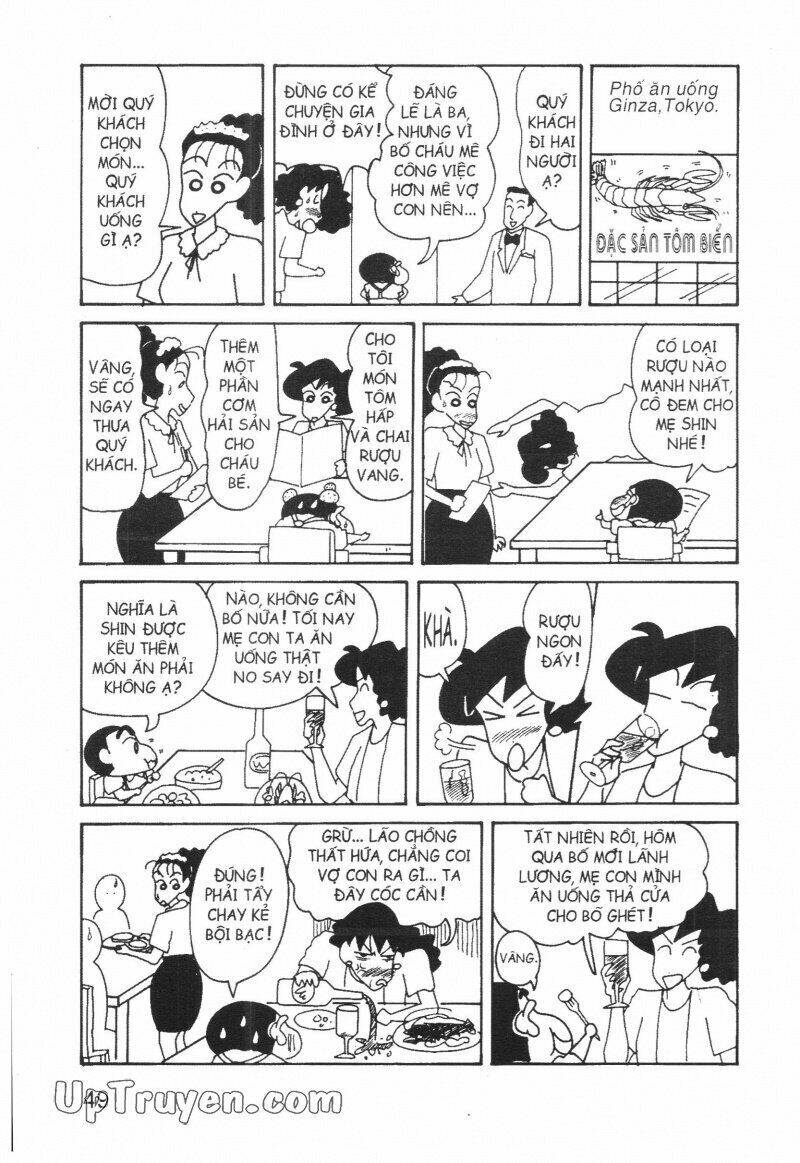 Phố ăn uống
Ginza,Tokyo.
ĐẶC SẢN TÔM BIỂN
QUÝ
KHÁCH
ĐI HAI
NGƯỜI
Ạ?
ĐÁNG
LẼ LÀ BA,
NHƯNG VÌ
BỐ CHÁU MÊ
CÔNG VIỆC
HƠN MÊ VỢ
CON NÊN...
ĐỪNG CÓ KỂ
CHUYỆN GIA
ĐÌNH Ở ĐÂY!
MỜI QUÝ
KHÁCH
CHỌN
MÓN...
QUÝ
KHÁCH
UỐNG
GÌ Ạ?
CÓ LOẠI
RƯỢU NÀO
MẠNH NHẤT,
CÔ ĐEM CHO
MẸ SHIN
NHÉ!
CHO
TÔI
MÓN
TÔM
HẤP
VÀ CHAI
RƯỢU
VANG.
THÊM
MỘT
PHẦN
CƠM
HẢI SẢN
CHO
CHÁU
BÉ.
VÂNG,
SẼ CÓ
NGAY
THƯA
QUÝ
KHÁCH.
RƯỢU
NGON
ĐẤY!
KHÀ.
NÀO, KHÔNG CẦN
BỐ NỮA! TỐI NAY
MẸ CON TA ĂN
UỐNG THẬT
NO SAY ĐI!
NGHĨA LÀ
SHIN ĐƯỢC
KÊU THÊM
MÓN ĂN PHẢI
KHÔNG Ạ?
TẤT NHIÊN RỒI, HÔM
QUA BỐ MỚI LÃNH
LƯƠNG, MẸ CON MÌNH
ĂN UỐNG THẢ CỬA
CHO BÕ GHÉT!
VÂNG.
GRỪ... LÃO CHỒNG
THẤT HỨA, CHẲNG COI
VỢ CON RA GÌ... TA
ĐÂY CÓC CẦN!
ĐÚNG!
PHẢI TẨY
CHAY KẺ
BỘI BẠC!
49
UpTruyen.com